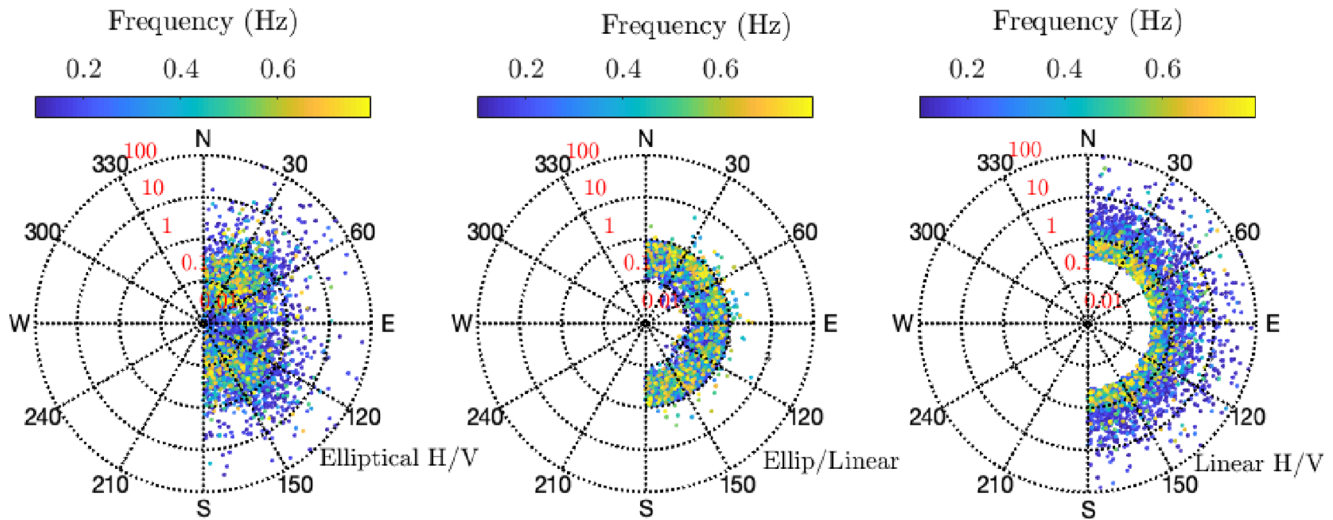 Frequency (Hz)
0.2 0.4 0.6
N
100
330 30
10
300 1 60
0.1
0.01
W E
240 120
Elliptical H/V
210 150
S
Frequency (Hz)
0.2 0.4 0.6
N
100
330 30
10
300 1 60
0.1
0.01
W E
240 120
Ellip/Linear
210 150
S
Frequency (Hz)
0.2 0.4 0.6
N
100
330 30
10
300 1 60
0.1
0.01
W E
240 120
Linear H/V
210 150
S